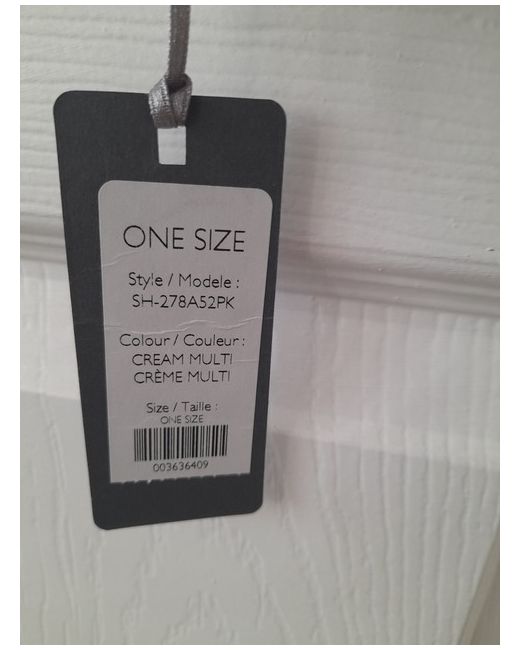 ONE SIZE
Style / Modele :
SH-278A52PK
Colour / Couleur :
CREAM MULTI
CRÈME MULTI
Size / Taille :
ONE SIZE
003636409